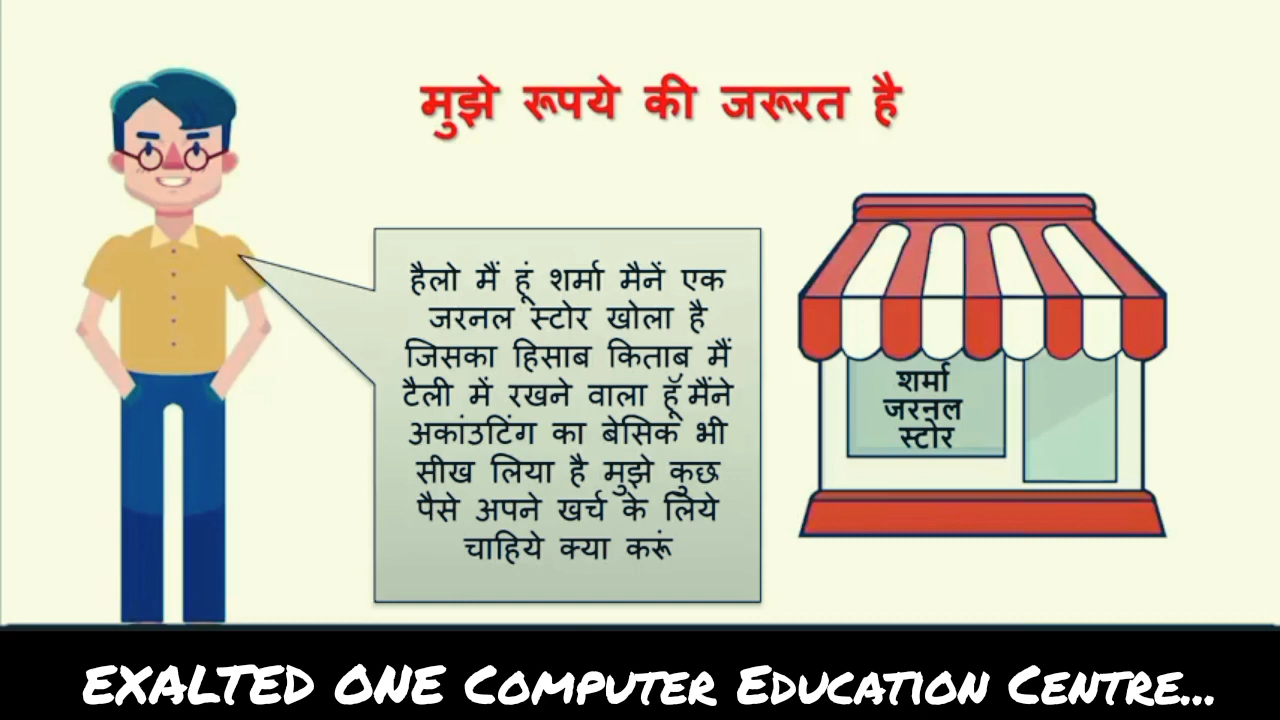 मुझे रूपये की जरूरत है
हैलो मैं हूं शर्मा मैनें एक
जरनल स्टोर खोला है
जिसका हिसाब किताब मैं
टैली में रखने वाला हॅूं मैंने
अकांउटिंग का बेसिक भी
सीख लिया है मुझे कुछ
पैसे अपने खर्च के लिये
चाहिये क्या करूं
शर्मा
जरनल
स्टोर
EXALTED ONE COMPUTER EDUCATION CENTRE...